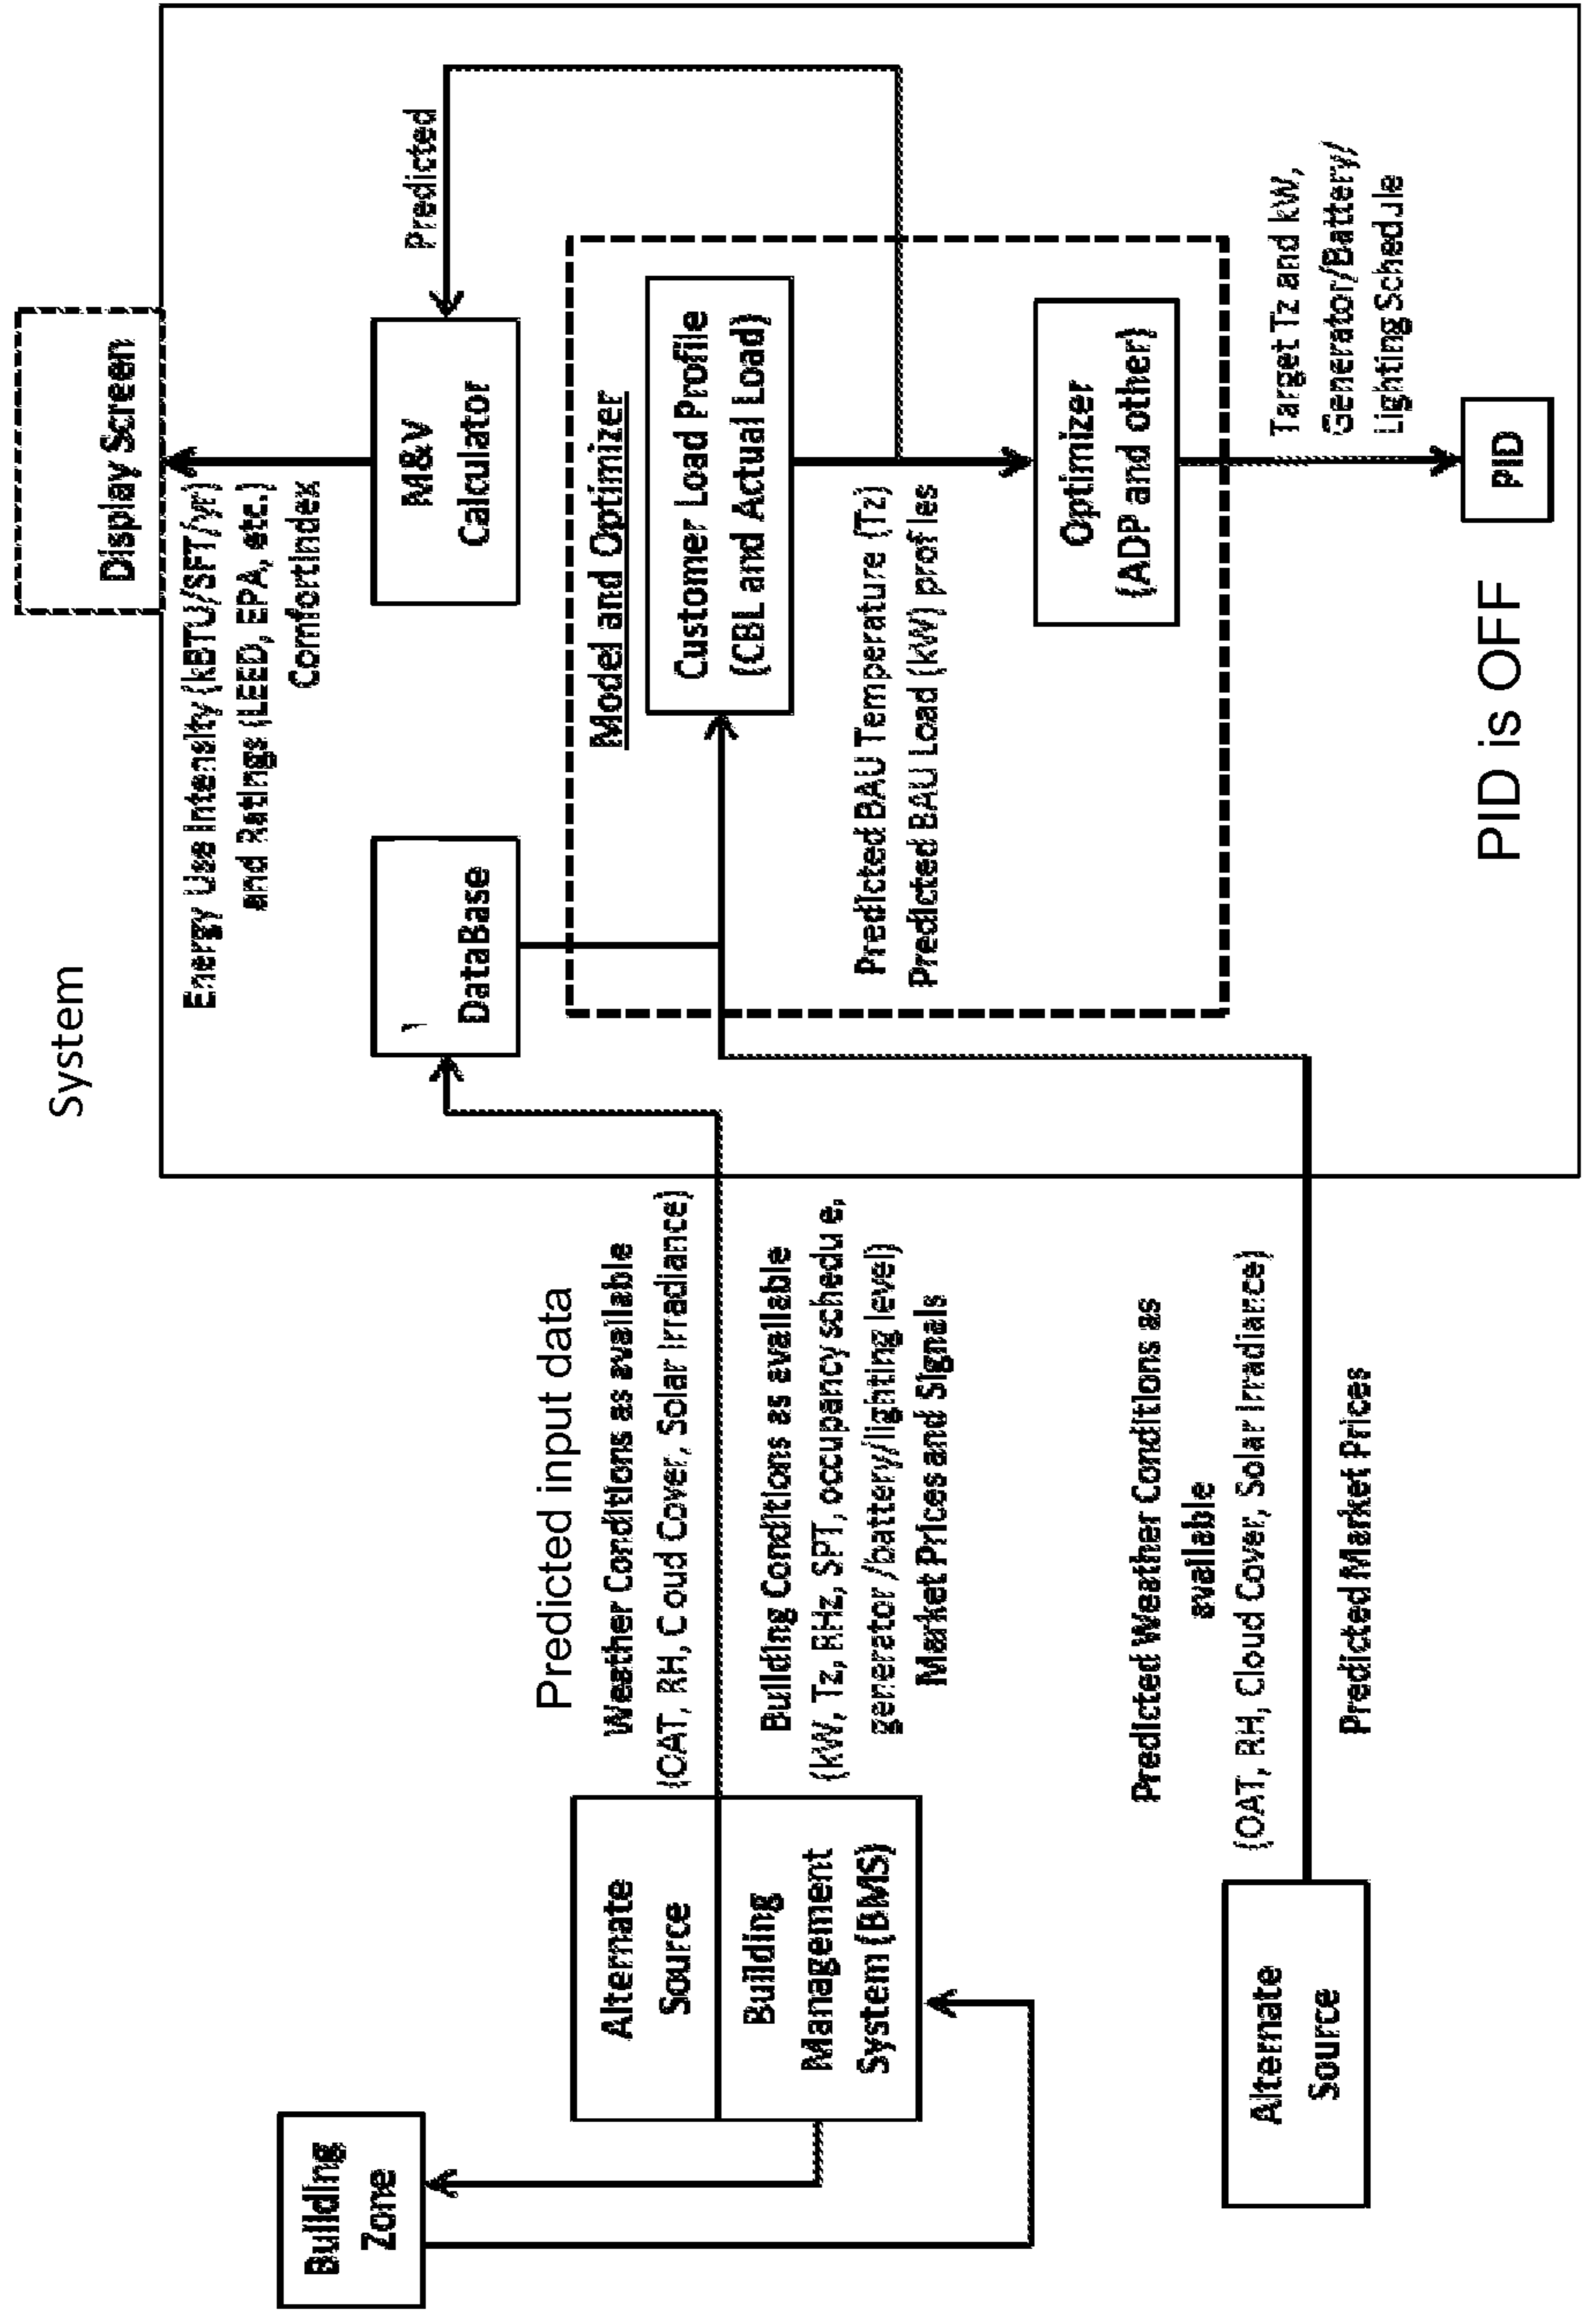 System
Display Screen
Energy Use Intensity (kBTU/SFT/yr)
and Ratings (LEED, EPA, etc.)
Comfort Index
M&V
Calculator
Predicted
DataBase
Model and Optimizer
Customer Load Profile
(CBL and Actual Load)
Predicted BAU Temperature (Tz)
Predicted BAU Load (kW) profiles
Optimizer
(ADP and other)
Target Tz and kW,
Generator/Battery/
Lighting Schedule
PID
PID is OFF
Building
Zone
Alternate
Source
Building
Management
System (BMS)
Predicted input data
Weather Conditions as available
(OAT, RH, Cloud Cover, Solar Irradiance)
Building Conditions as available
(kW, Tz, RHz, SPT, occupancy schedule,
generator/battery/lighting level)
Market Prices and Signals
Alternate
Source
Predicted Weather Conditions as
available
(OAT, RH, Cloud Cover, Solar Irradiance)
Predicted Market Prices